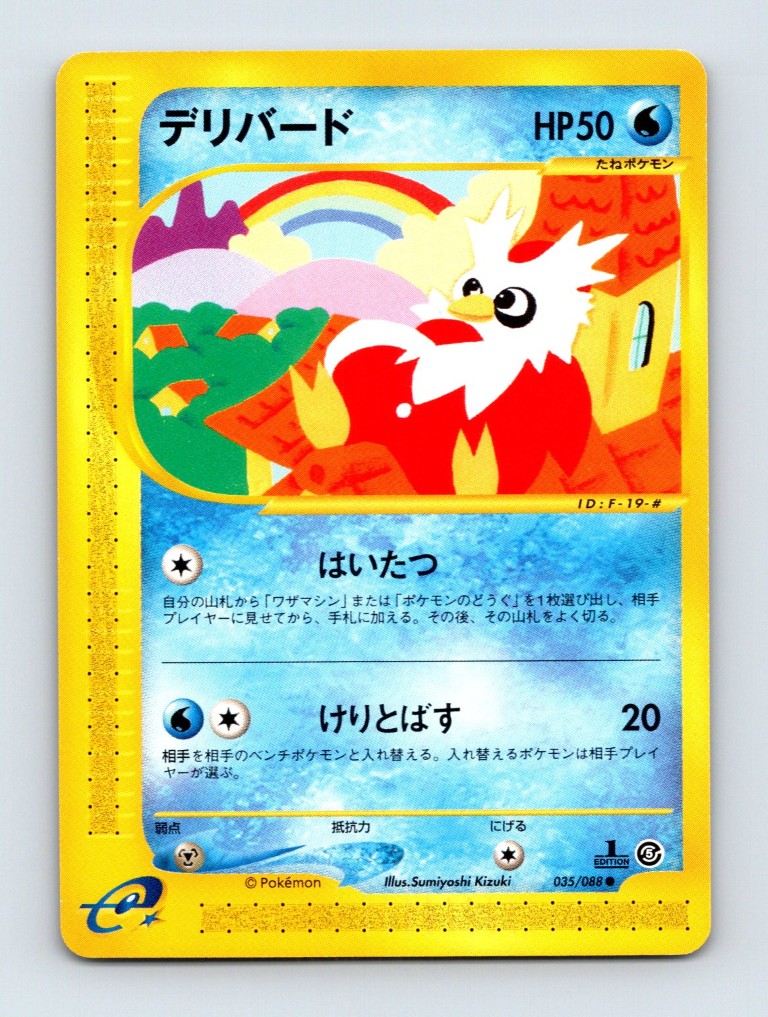 デリバード HP50
たねポケモン
ID:F-19-#
はいたつ
自分の山札から「ワザマシン」または「ポケモンのどうぐ」を1枚選び出し、相手
プレイヤーに見せてから、手札に加える。その後、その山札をよく切る。
けりとばす 20
相手を相手のベンチポケモンと入れ替える。入れ替えるポケモンは相手プレイ
ヤーが選ぶ。
弱点 抵抗力 にげる
1 EDITION 5
© Pokémon Illus.Sumiyoshi Kizuki 035/088 ●
e